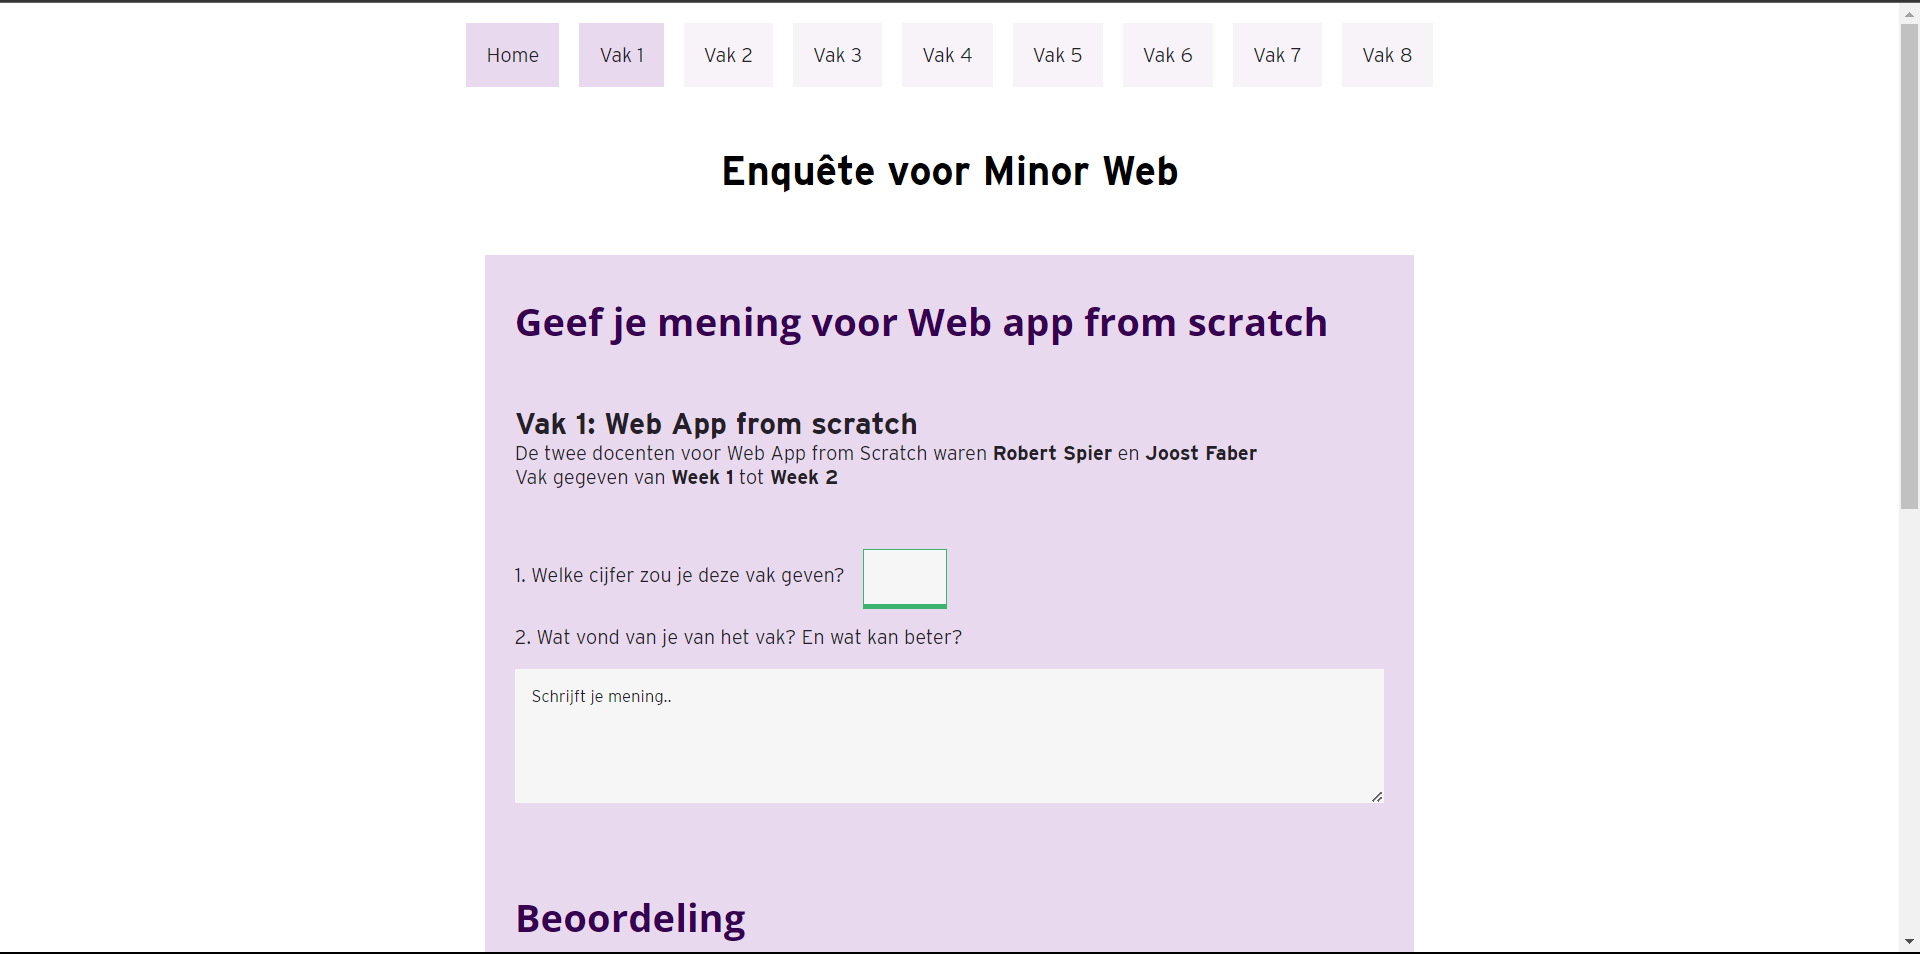 Home Vak 1 Vak 2 Vak 3 Vak 4 Vak 5 Vak 6 Vak 7 Vak 8
Enquête voor Minor Web
Geef je mening voor Web app from scratch
Vak 1: Web App from scratch
De twee docenten voor Web App from Scratch waren Robert Spier en Joost Faber
Vak gegeven van Week 1 tot Week 2
1. Welke cijfer zou je deze vak geven?
2. Wat vond van je van het vak? En wat kan beter?
Schrijft je mening..
Beoordeling